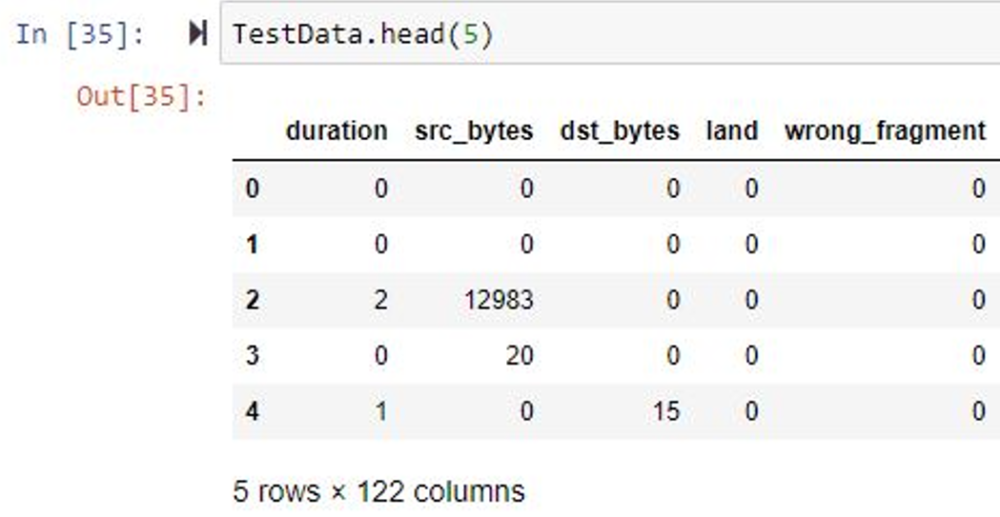 In [35]: TestData.head(5)
Out[35]:
duration src_bytes dst_bytes land wrong_fragment
0 0 0 0 0 0
1 0 0 0 0 0
2 2 12983 0 0 0
3 0 20 0 0 0
4 1 0 15 0 0
5 rows × 122 columns